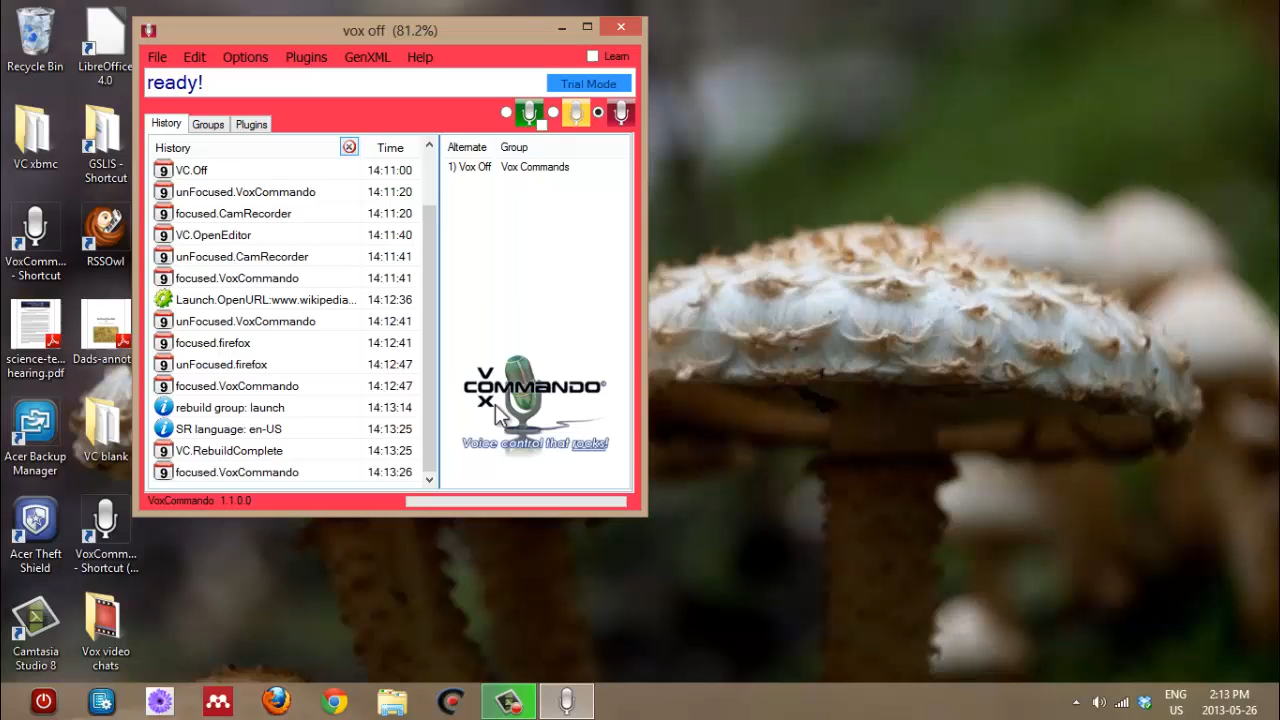 Recycle Bin
LibreOffice 4.0
VC xbmc
GSLIS - Shortcut
VoxComm... - Shortcut
RSSOwl
science-te... hearing.pdf
Dads-annot...
Acer Backup Manager
VC blank
Acer Theft Shield
VoxComm... - Shortcut (...
Camtasia Studio 8
Vox video chats
vox off (81.2%)
File Edit Options Plugins GenXML Help Learn
ready! Trial Mode
History Groups Plugins
History Time
VC.Off 14:11:00
unFocused.VoxCommando 14:11:20
focused.CamRecorder 14:11:20
VC.OpenEditor 14:11:40
unFocused.CamRecorder 14:11:41
focused.VoxCommando 14:11:41
Launch.OpenURL:www.wikipedia... 14:12:36
unFocused.VoxCommando 14:12:41
focused.firefox 14:12:41
unFocused.firefox 14:12:47
focused.VoxCommando 14:12:47
rebuild group: launch 14:13:14
SR language: en-US 14:13:25
VC.RebuildComplete 14:13:25
focused.VoxCommando 14:13:26
Alternate Group
1) Vox Off Vox Commands
VOX COMMANDO
Voice control that rocks!
VoxCommando 1.1.0.0
ENG 2:13 PM
US 2013-05-26